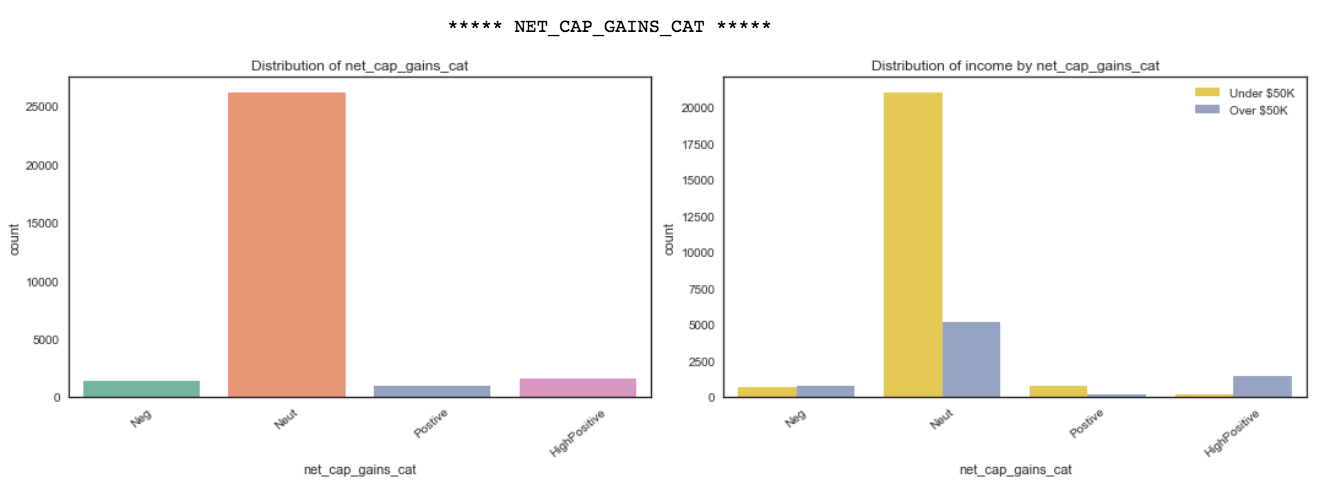 ***** NET_CAP_GAINS_CAT *****
Distribution of net_cap_gains_cat
25000
20000
15000
10000
5000
0
count
Neg
Neut
Postive
HighPositive
net_cap_gains_cat
Distribution of income by net_cap_gains_cat
Under $50K
Over $50K
20000
17500
15000
12500
10000
7500
5000
2500
0
count
Neg
Neut
Postive
HighPositive
net_cap_gains_cat